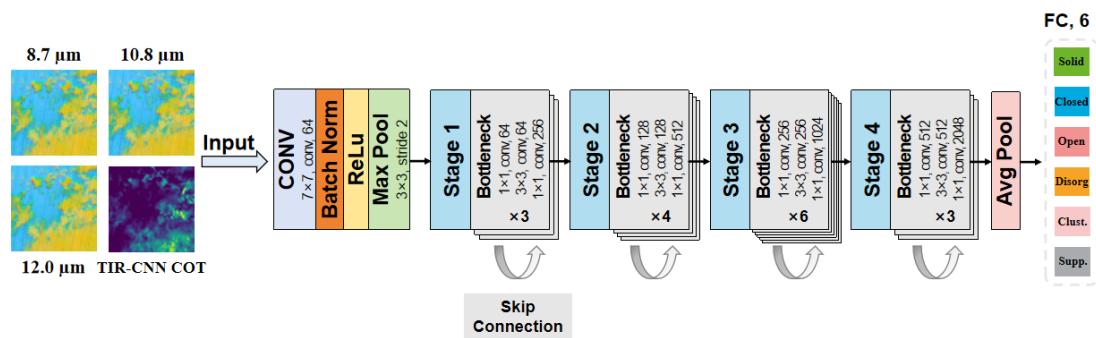 8.7 μm
10.8 μm
12.0 μm
TIR-CNN COT
Input
CONV
7×7, conv, 64
Batch Norm
ReLu
Max Pool
3×3, stride 2
Stage 1
Bottleneck
1×1, conv, 64
3×3, conv, 64
1×1, conv, 256
×3
Skip
Connection
Stage 2
Bottleneck
1×1, conv, 128
3×3, conv, 128
1×1, conv, 512
×4
Stage 3
Bottleneck
1×1, conv, 256
3×3, conv, 256
1×1, conv, 1024
×6
Stage 4
Bottleneck
1×1, conv, 512
3×3, conv, 512
1×1, conv, 2048
×3
Avg Pool
FC, 6
Solid
Closed
Open
Disorg
Clust.
Supp.